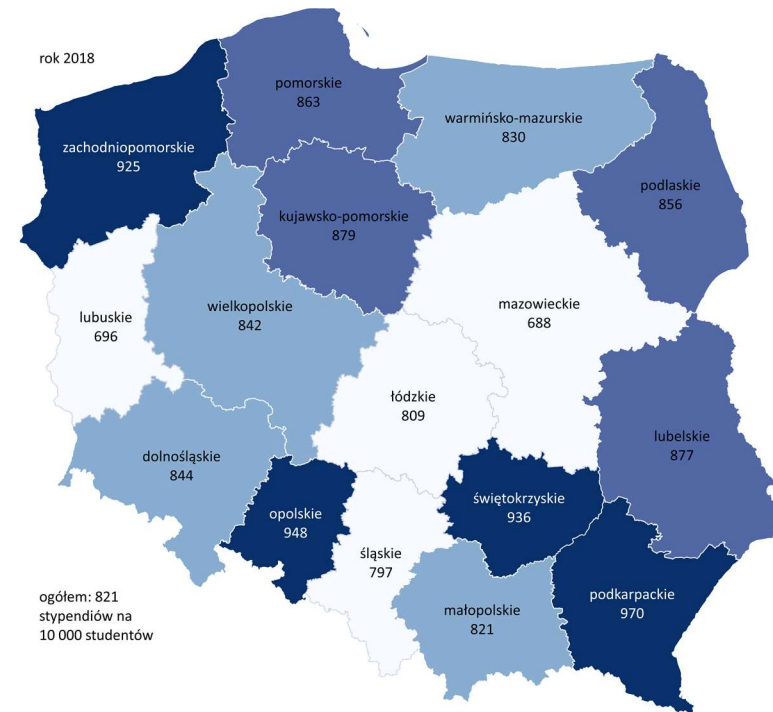 rok 2018
pomorskie
863
warmińsko-mazurskie
830
zachodniopomorskie
925
podlaskie
856
kujawsko-pomorskie
879
lubuskie
696
wielkopolskie
842
mazowieckie
688
łódzkie
809
lubelskie
877
dolnośląskie
844
opolskie
948
świętokrzyskie
936
śląskie
797
podkarpackie
970
małopolskie
821
ogółem: 821
stypendiów na
10 000 studentów